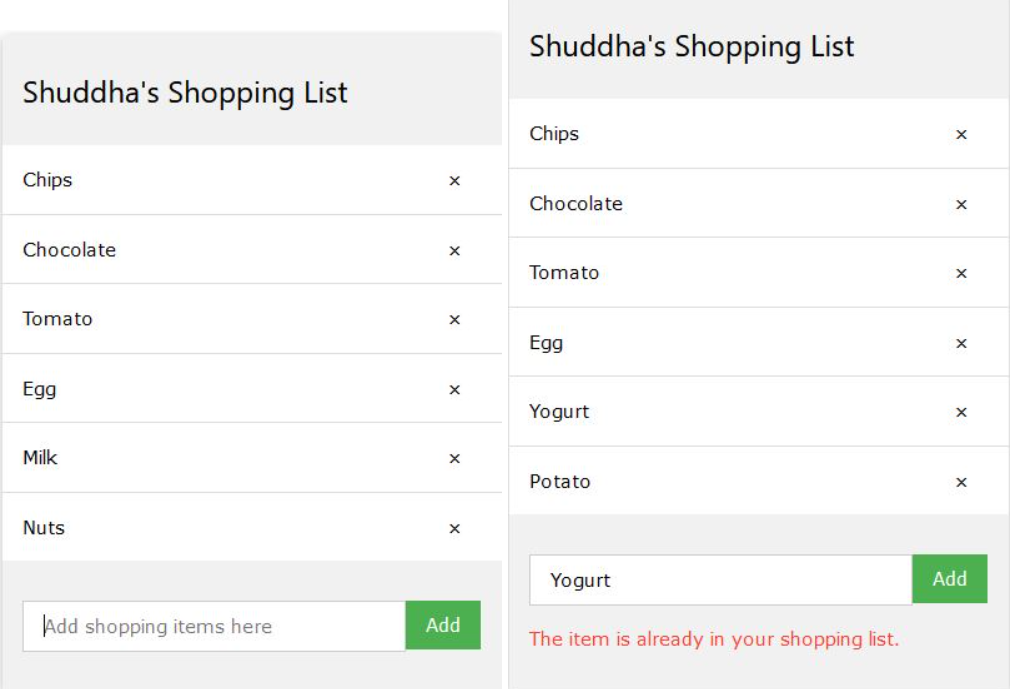 Shuddha's Shopping List
Chips ×
Chocolate ×
Tomato ×
Egg ×
Milk ×
Nuts ×
Add shopping items here Add
Shuddha's Shopping List
Chips ×
Chocolate ×
Tomato ×
Egg ×
Yogurt ×
Potato ×
Yogurt Add
The item is already in your shopping list.